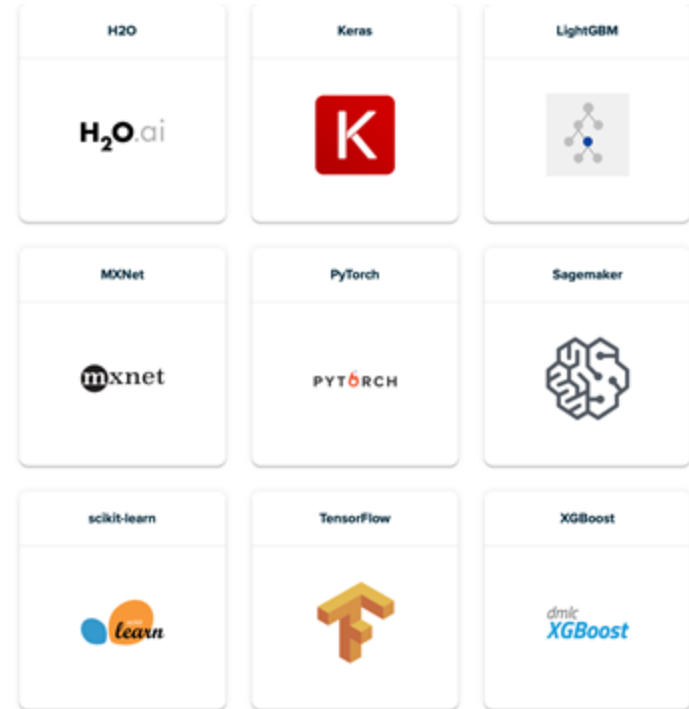 H2O
Keras
LightGBM
H2O.ai
K
MXNet
PyTorch
Sagemaker
mxnet
PYTORCH
scikit-learn
TensorFlow
XGBoost
learn
dmlc
XGBoost